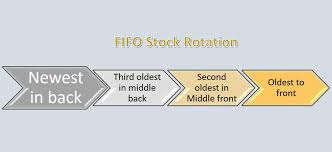 FIFO Stock Rotation
Newest
in back
Third oldest
in middle
back
Second
oldest in
Middle front
Oldest to
front